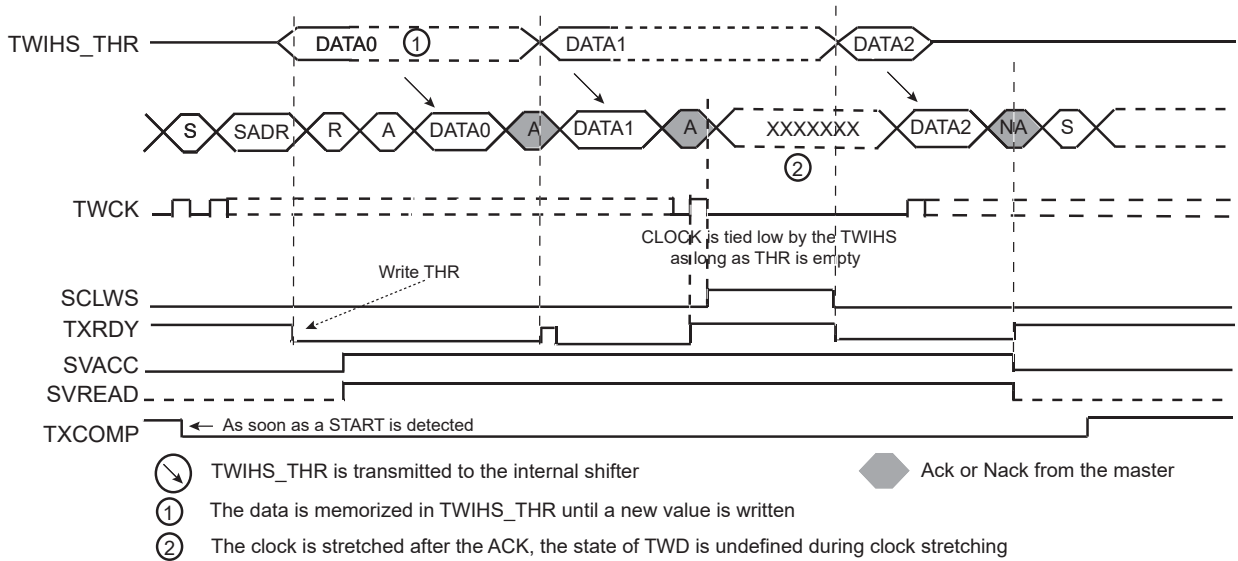 TWIHS_THR DATA0 1 DATA1 DATA2
S SADR R A DATA0 A DATA1 A XXXXXXX DATA2 NA S
2
TWCK
CLOCK is tied low by the TWIHS
as long as THR is empty
Write THR
SCLWS
TXRDY
SVACC
SVREAD
TXCOMP As soon as a START is detected
TWIHS_THR is transmitted to the internal shifter Ack or Nack from the master
1 The data is memorized in TWIHS_THR until a new value is written
2 The clock is stretched after the ACK, the state of TWD is undefined during clock stretching